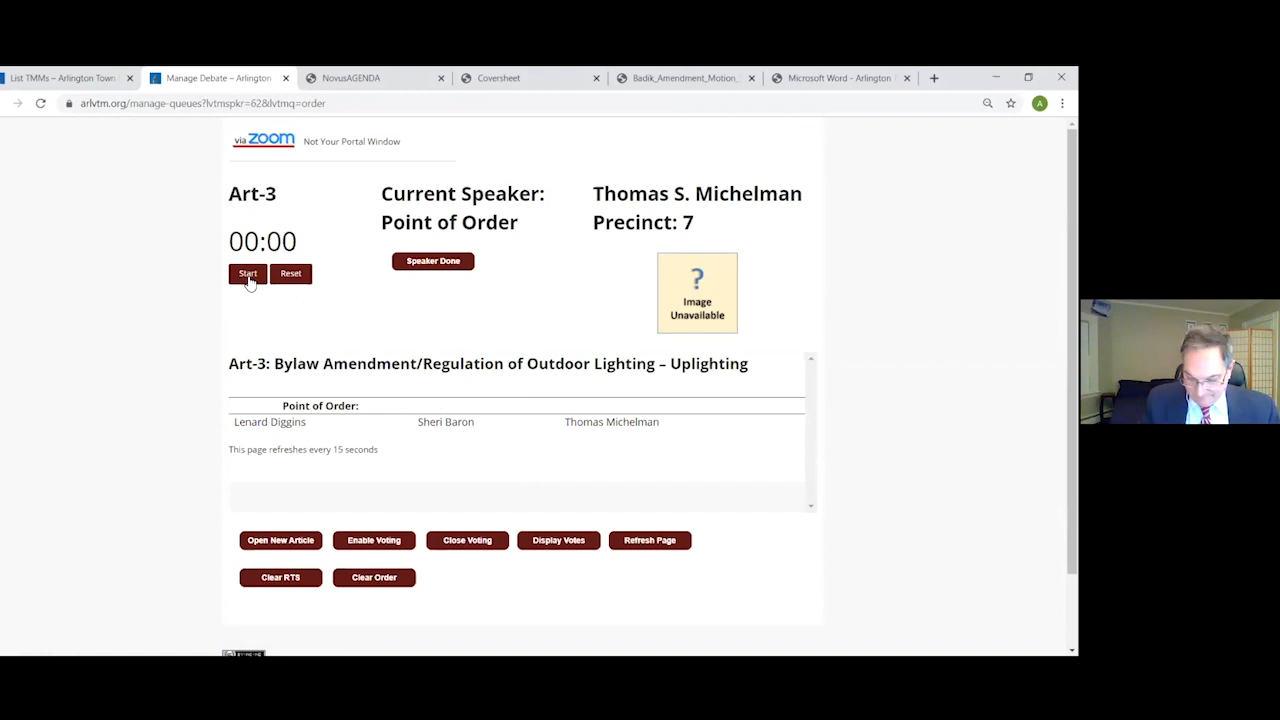 List TMMs – Arlington Town
Manage Debate – Arlington
NovusAGENDA
Coversheet
Badik_Amendment_Motion_
Microsoft Word - Arlington
arlvtm.org/manage-queues?lvtmspkr=62&lvtmq=order
A
via zoom Not Your Portal Window
Art-3
Current Speaker:
Thomas S. Michelman
Point of Order
Precinct: 7
00:00
Speaker Done
Start Reset
?
Image
Unavailable
Art-3: Bylaw Amendment/Regulation of Outdoor Lighting – Uplighting
Point of Order:
Lenard Diggins Sheri Baron Thomas Michelman
This page refreshes every 15 seconds
Open New Article Enable Voting Close Voting Display Votes Refresh Page
Clear RTS Clear Order